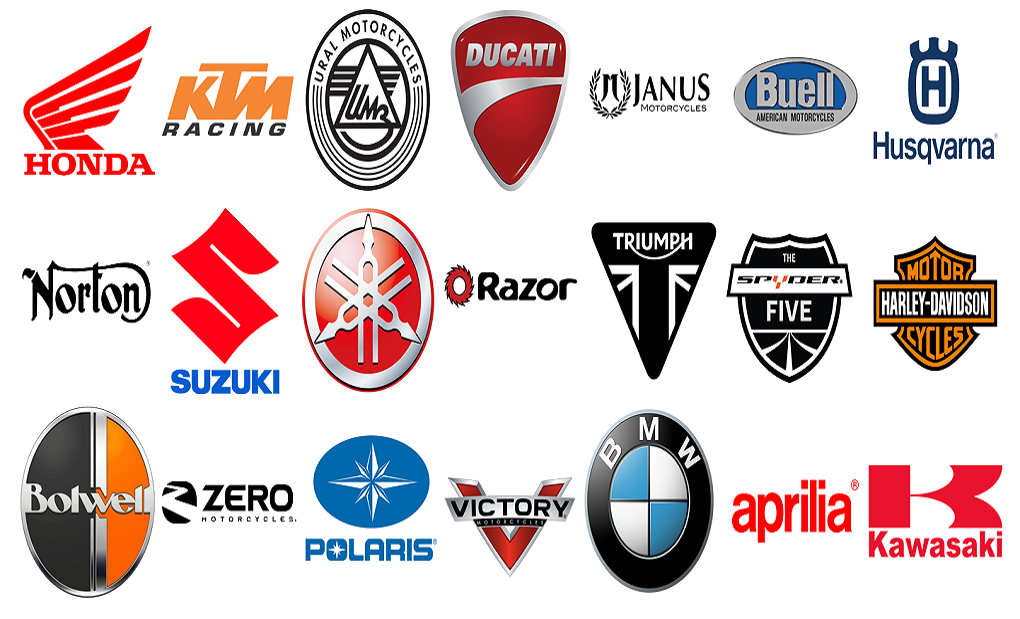 HONDA
KTM
RACING
URAL MOTORCYCLES
DUCATI
JANUS
MOTORCYCLES
Buell
AMERICAN MOTORCYCLES
H
Husqvarna®
Norton®
SUZUKI
Razor
TRIUMPH
THE
SPYDER
FIVE
MOTOR
HARLEY-DAVIDSON
CYCLES
Bolwell
ZERO
MOTORCYCLES
POLARIS®
VICTORY
MOTORCYCLES
BMW
aprilia®
K
Kawasaki